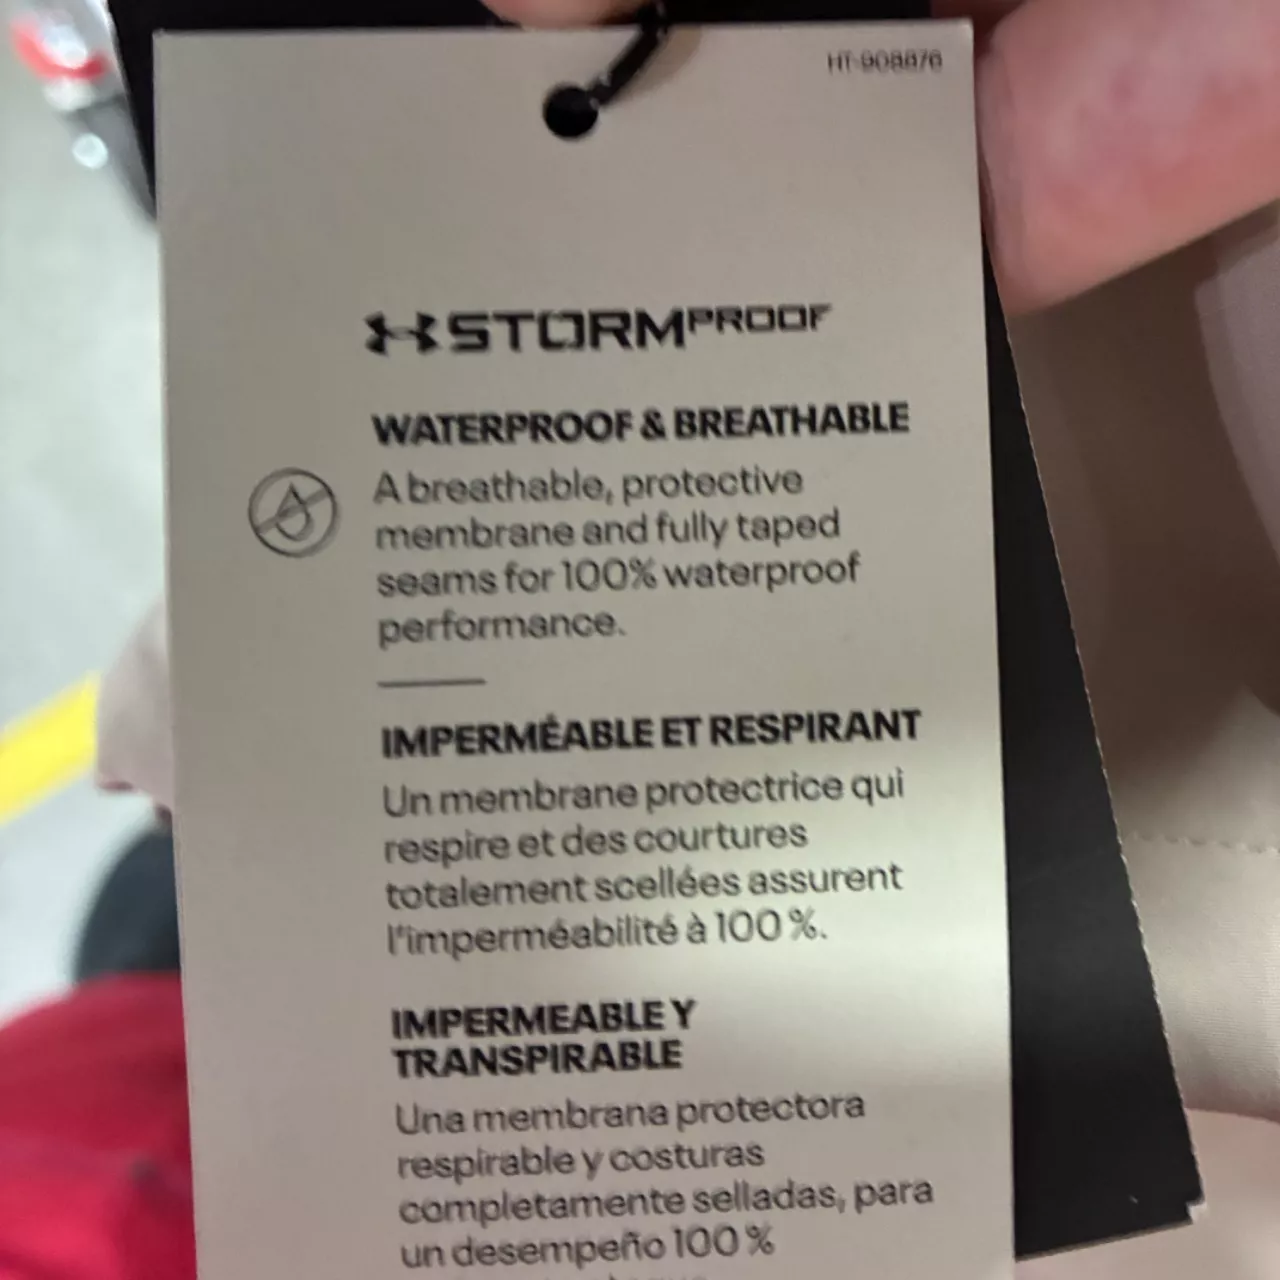 HT-908876
STORMPROOF
WATERPROOF & BREATHABLE
A breathable, protective
membrane and fully taped
seams for 100% waterproof
performance.
IMPERMÉABLE ET RESPIRANT
Un membrane protectrice qui
respire et des courtures
totalement scellées assurent
l'imperméabilité à 100 %.
IMPERMEABLE Y
TRANSPIRABLE
Una membrana protectora
respirable y costuras
completamente selladas, para
un desempeño 100 %